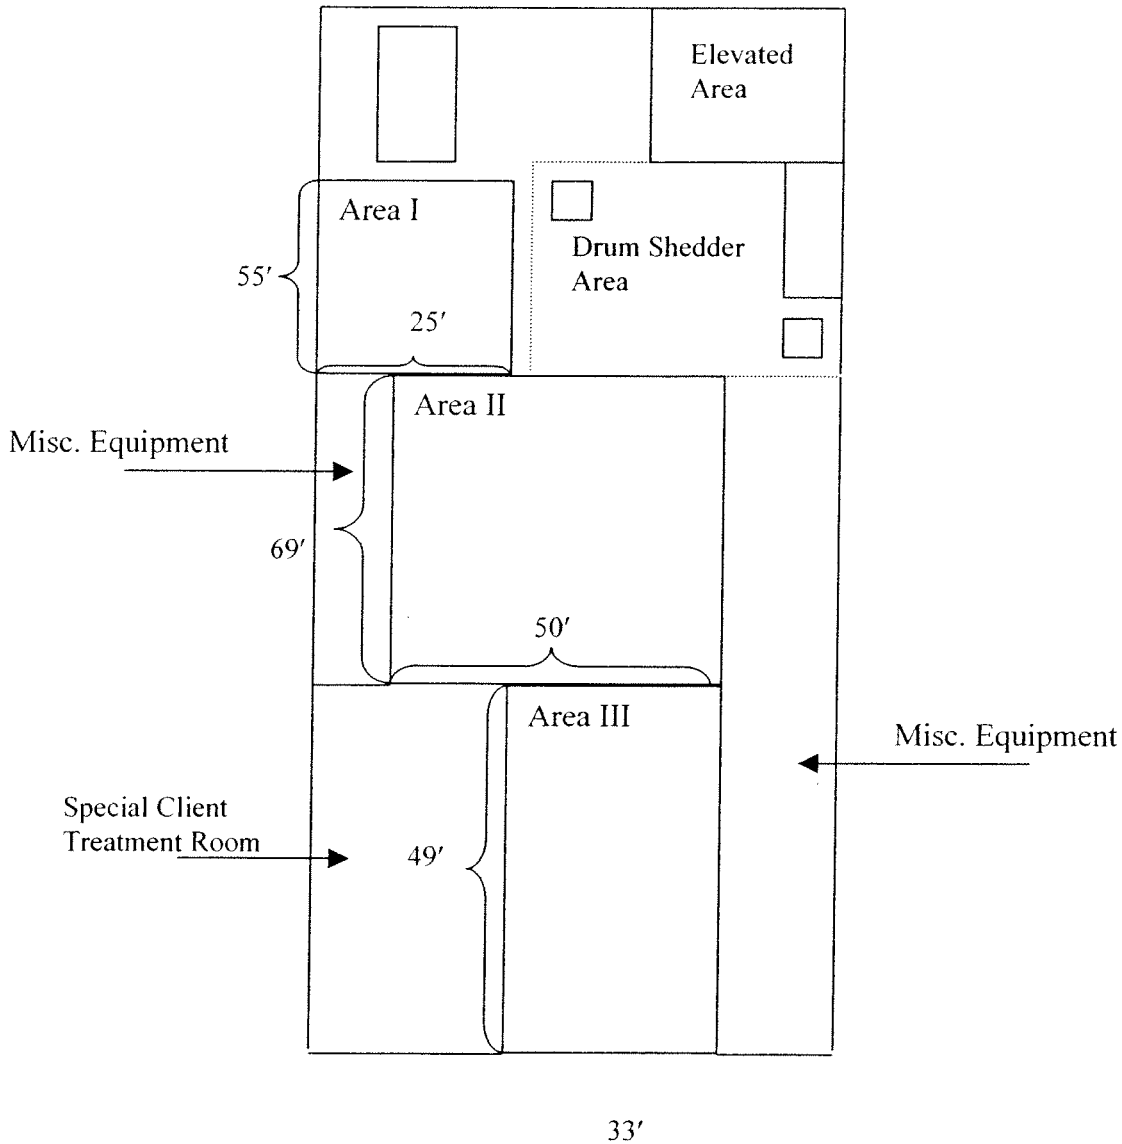 Elevated
Area
Area I
Drum Shedder
Area
55'
25'
Area II
Misc. Equipment
69'
50'
Area III
Misc. Equipment
Special Client
Treatment Room
49'
33'